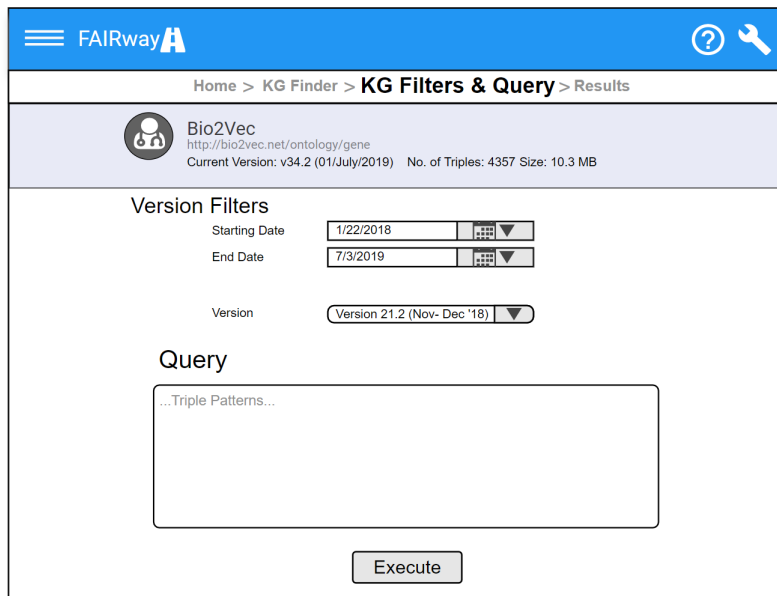 FAIRway
Home > KG Finder > KG Filters & Query > Results
Bio2Vec
http://bio2vec.net/ontology/gene
Current Version: v34.2 (01/July/2019) No. of Triples: 4357 Size: 10.3 MB
Version Filters
Starting Date 1/22/2018
End Date 7/3/2019
Version Version 21.2 (Nov- Dec '18)
Query
...Triple Patterns...
Execute